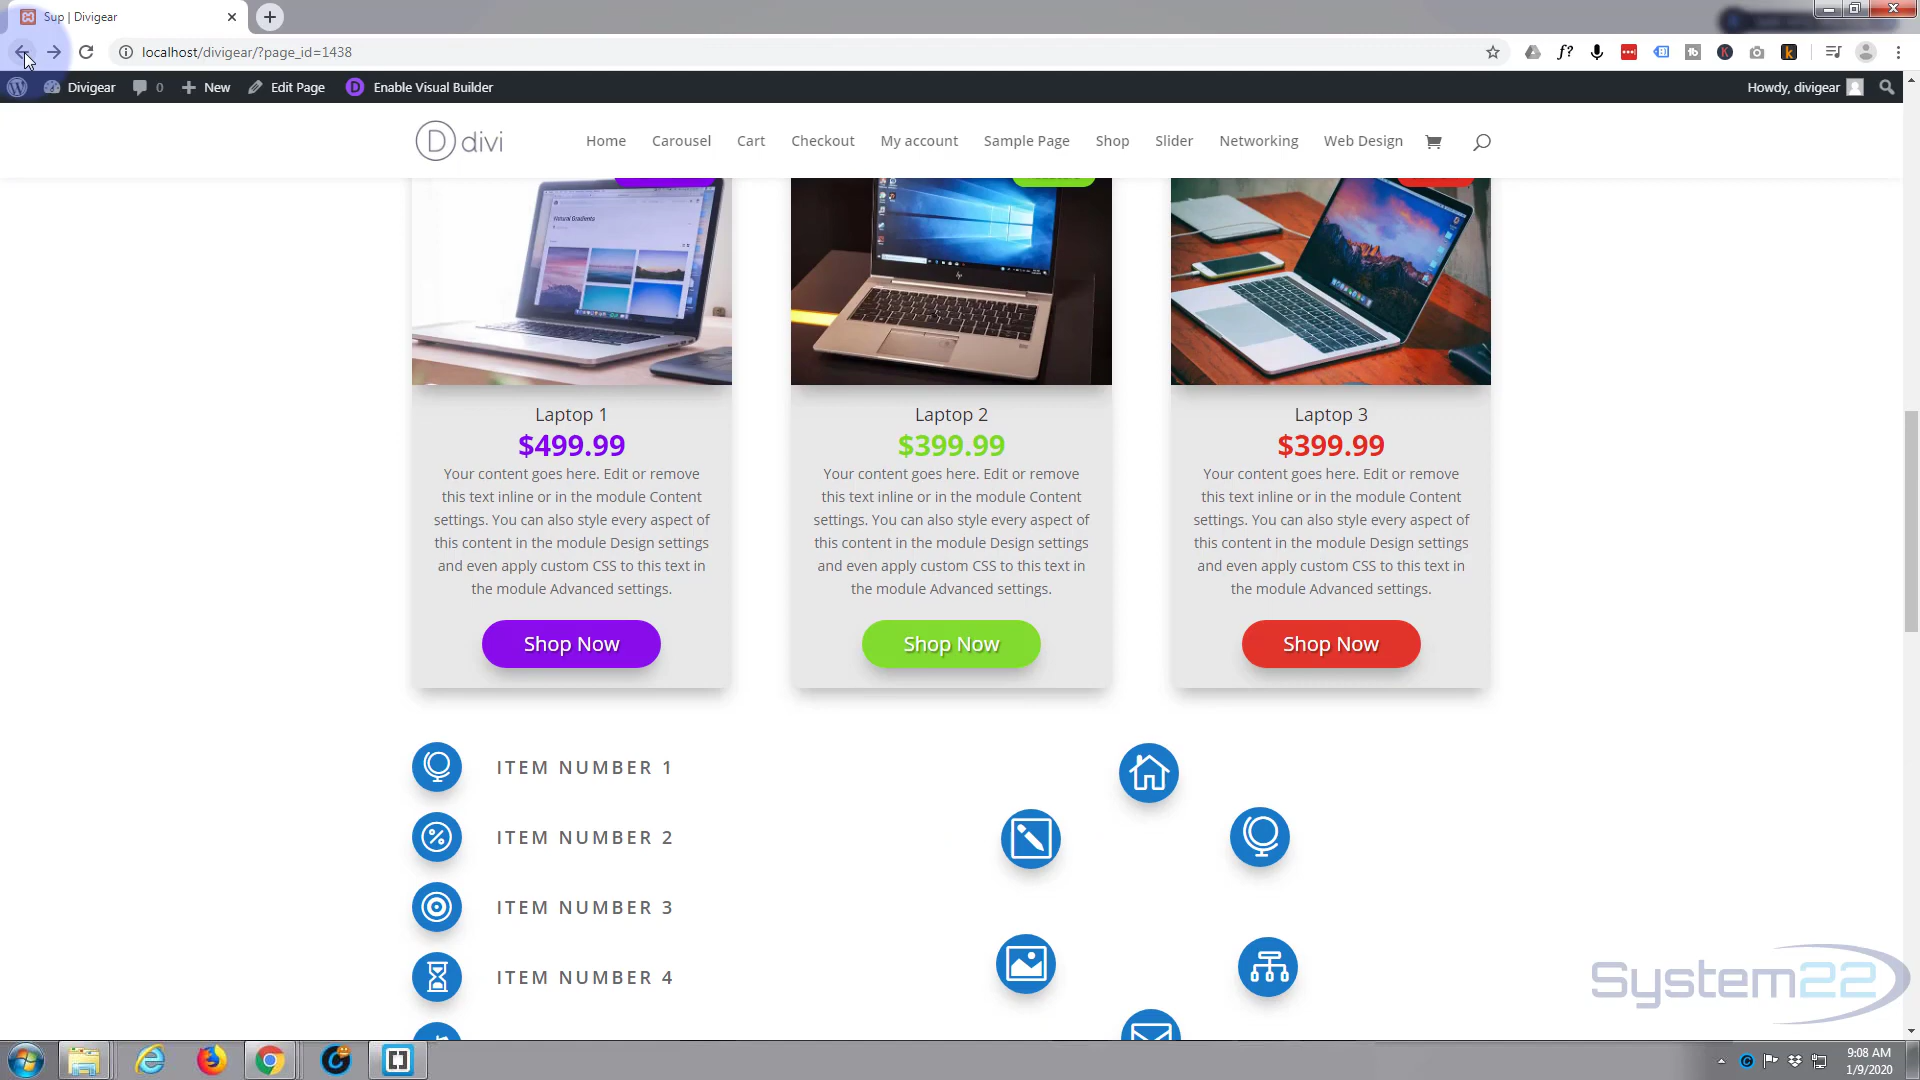 Sup | Divigear
localhost/divigear/?page_id=1438
Divigear 0 New Edit Page Enable Visual Builder Howdy, divigear
divi Home Carousel Cart Checkout My account Sample Page Shop Slider Networking Web Design
Natural Gradients
Laptop 1
$499.99
Your content goes here. Edit or remove
this text inline or in the module Content
settings. You can also style every aspect of
this content in the module Design settings
and even apply custom CSS to this text in
the module Advanced settings.
Shop Now
Laptop 2
$399.99
Your content goes here. Edit or remove
this text inline or in the module Content
settings. You can also style every aspect of
this content in the module Design settings
and even apply custom CSS to this text in
the module Advanced settings.
Shop Now
Laptop 3
$399.99
Your content goes here. Edit or remove
this text inline or in the module Content
settings. You can also style every aspect of
this content in the module Design settings
and even apply custom CSS to this text in
the module Advanced settings.
Shop Now
ITEM NUMBER 1
ITEM NUMBER 2
ITEM NUMBER 3
ITEM NUMBER 4
System22
9:08 AM
1/9/2020